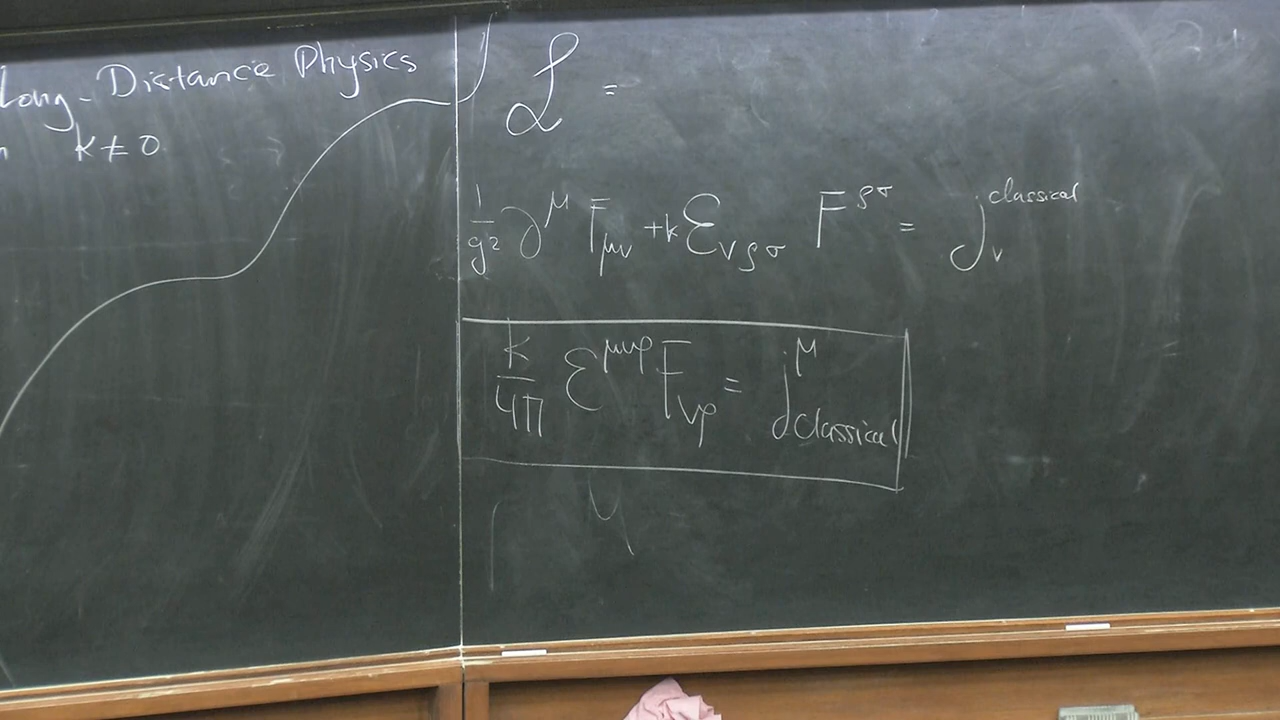 Long-Distance Physics
k ≠ 0
ℒ =
1/g² ∂^μ F_μν + k ε_νρσ F^ρσ = j_ν^classical
k/4π ε^μνρ F_νρ = j^μ_classical